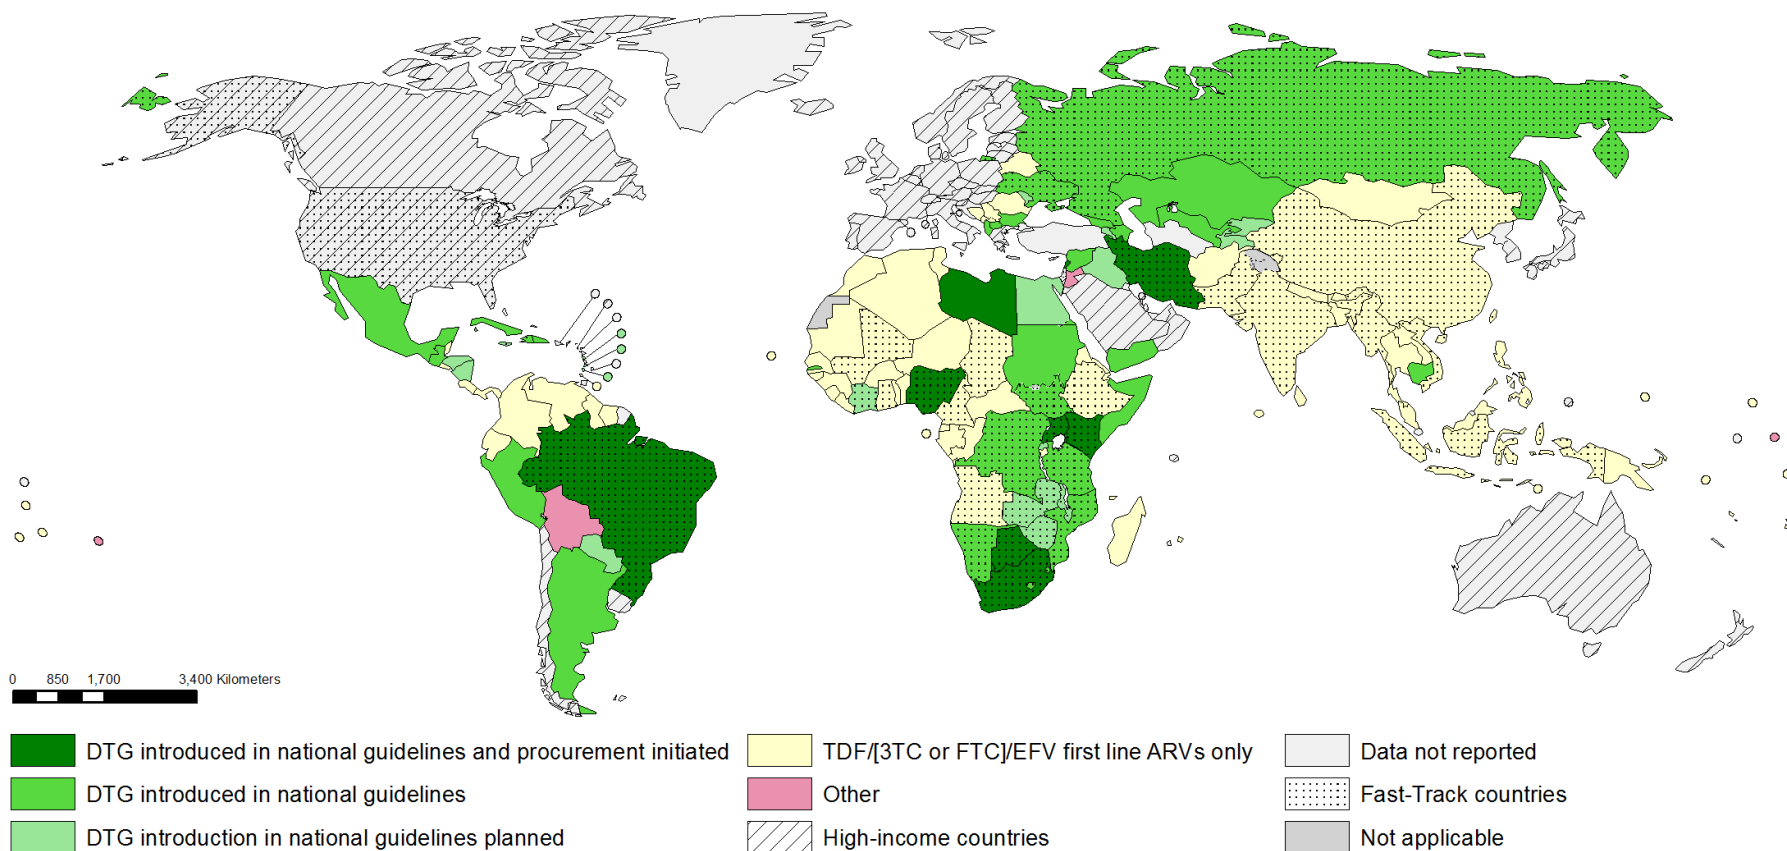 0 850 1,700 3,400 Kilometers
DTG introduced in national guidelines and procurement initiated
DTG introduced in national guidelines
DTG introduction in national guidelines planned
TDF/[3TC or FTC]/EFV first line ARVs only
Other
High-income countries
Data not reported
Fast-Track countries
Not applicable